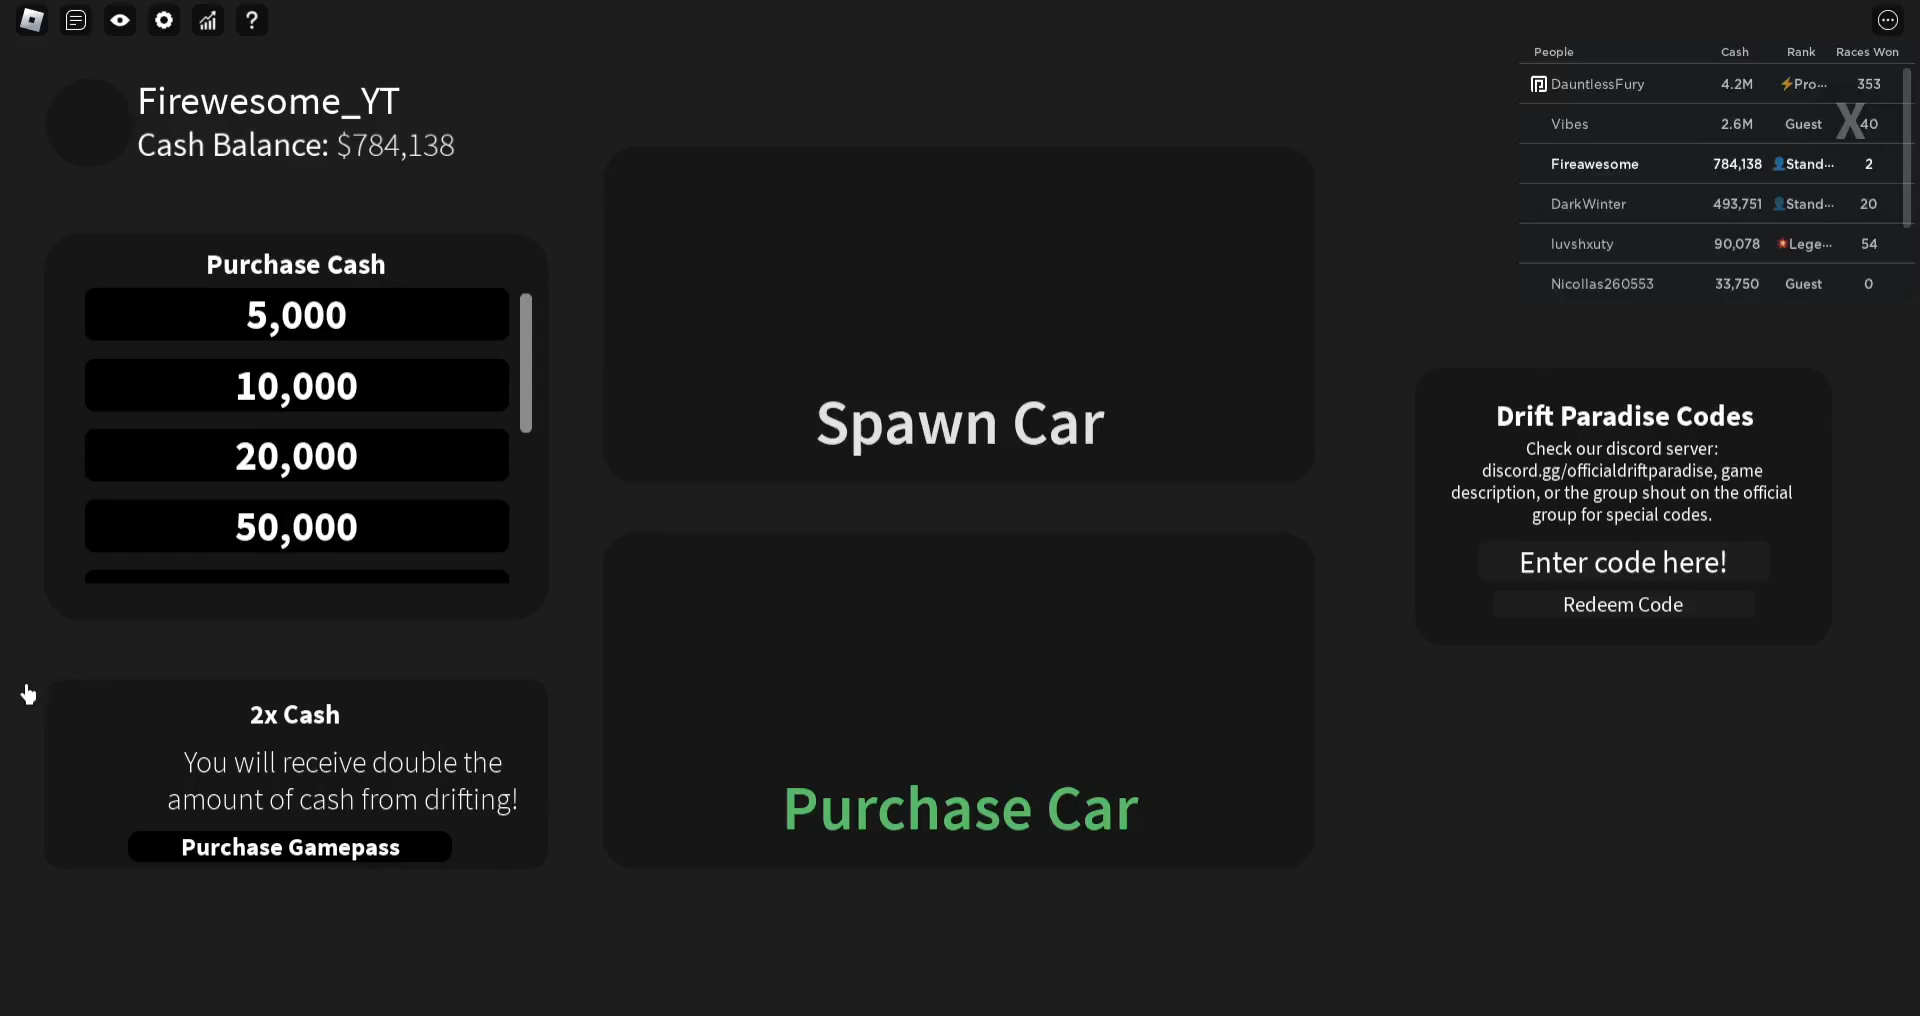 Firewesome_YT
Cash Balance: $784,138
Purchase Cash
5,000
10,000
20,000
50,000
2x Cash
You will receive double the
amount of cash from drifting!
Purchase Gamepass
Spawn Car
Purchase Car
People Cash Rank Races Won
DauntlessFury 4.2M Pro... 353
Vibes 2.6M Guest 40
X
Fireawesome 784,138 Stand... 2
DarkWinter 493,751 Stand... 20
luvshxuty 90,078 Lege... 54
Nicollas260553 33,750 Guest 0
Drift Paradise Codes
Check our discord server:
discord.gg/officialdriftparadise, game
description, or the group shout on the official
group for special codes.
Enter code here!
Redeem Code